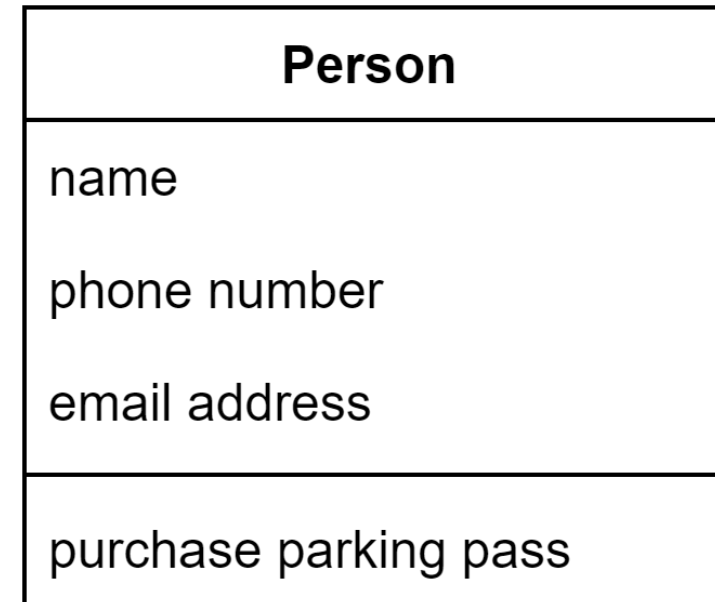 Person
name
phone number
email address
purchase parking pass